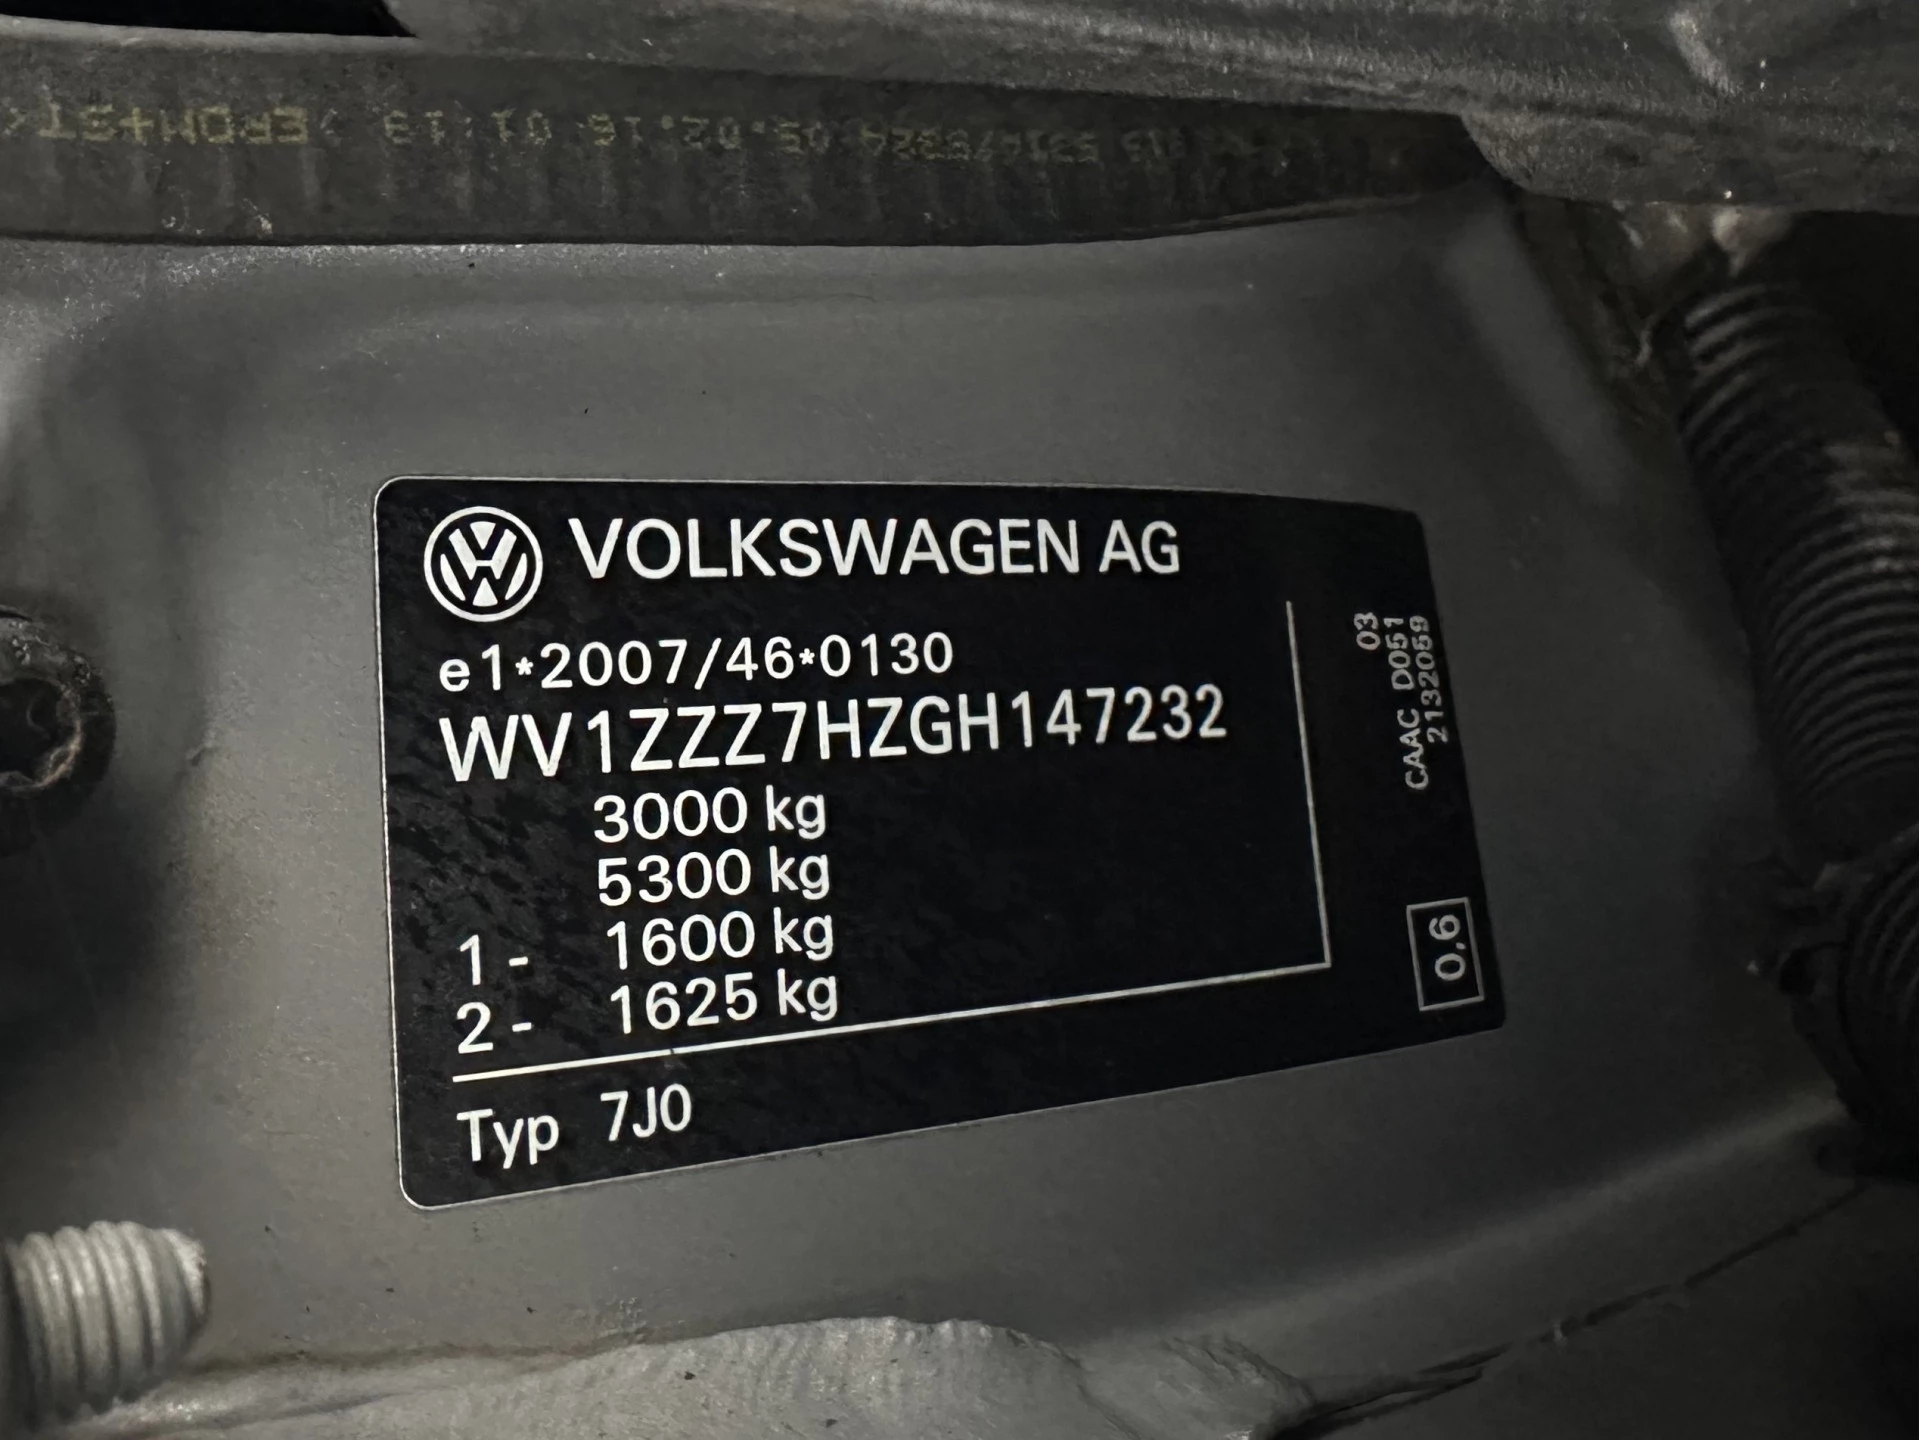 VOLKSWAGEN AG
e1*2007/46*0130
WV1ZZZ7HZGH147232
3000 kg
5300 kg
1- 1600 kg
2- 1625 kg
Typ 7J0
03
CAAC D051
2132059
0,6